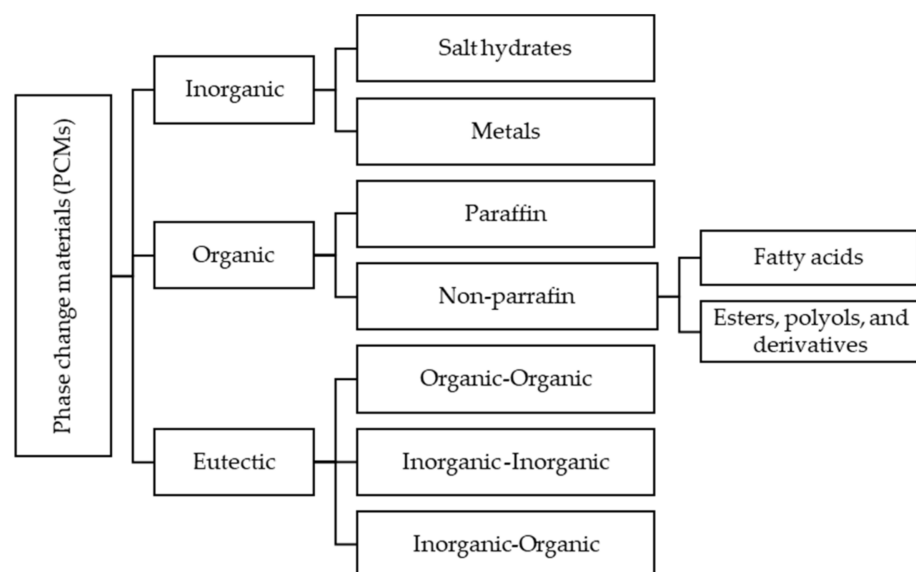 Phase change materials (PCMs)
Inorganic
Salt hydrates
Metals
Organic
Paraffin
Non-parrafin
Fatty acids
Esters, polyols, and
derivatives
Eutectic
Organic-Organic
Inorganic-Inorganic
Inorganic-Organic